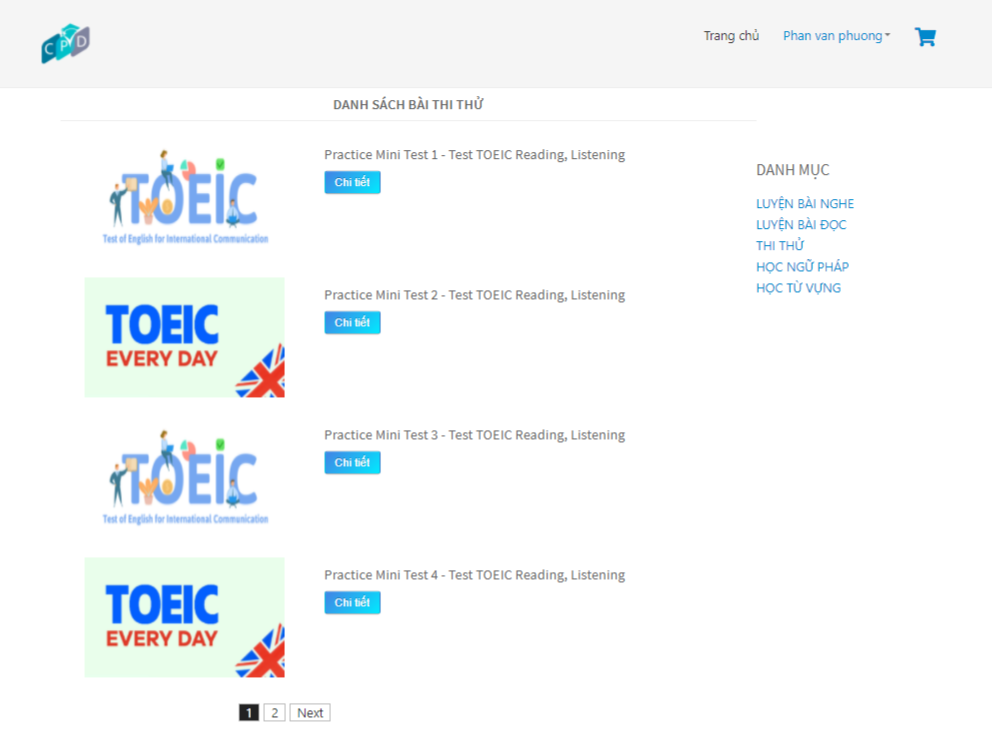 CPD
Trang chủ
Phan van phuong
DANH SÁCH BÀI THI THỬ
TOEIC
Test of English for International Communication
Practice Mini Test 1 - Test TOEIC Reading, Listening
Chi tiết
TOEIC
EVERY DAY
Practice Mini Test 2 - Test TOEIC Reading, Listening
Chi tiết
TOEIC
Test of English for International Communication
Practice Mini Test 3 - Test TOEIC Reading, Listening
Chi tiết
TOEIC
EVERY DAY
Practice Mini Test 4 - Test TOEIC Reading, Listening
Chi tiết
1 2 Next
DANH MỤC
LUYỆN BÀI NGHE
LUYỆN BÀI ĐỌC
THI THỬ
HỌC NGỮ PHÁP
HỌC TỪ VỰNG